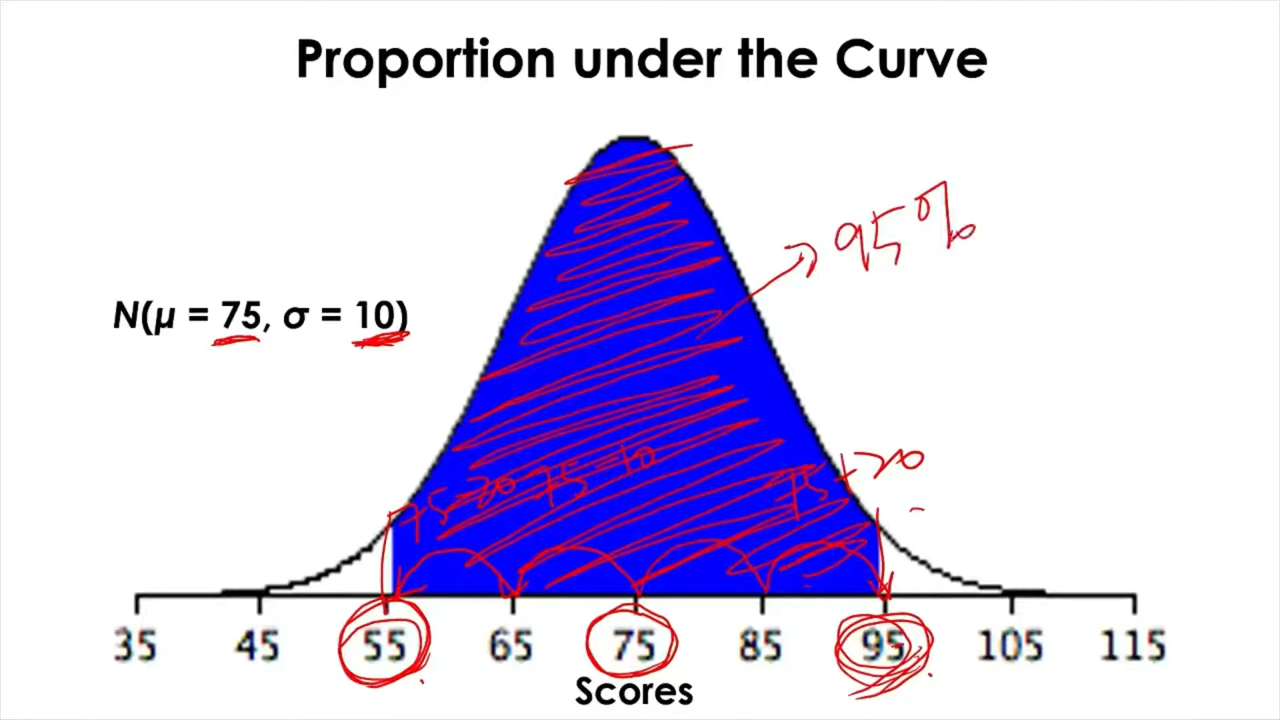 Proportion under the Curve
95%
N(μ = 75, σ = 10)
75-20 75-10 75+20
35 45 55 65 75 85 95 105 115
Scores